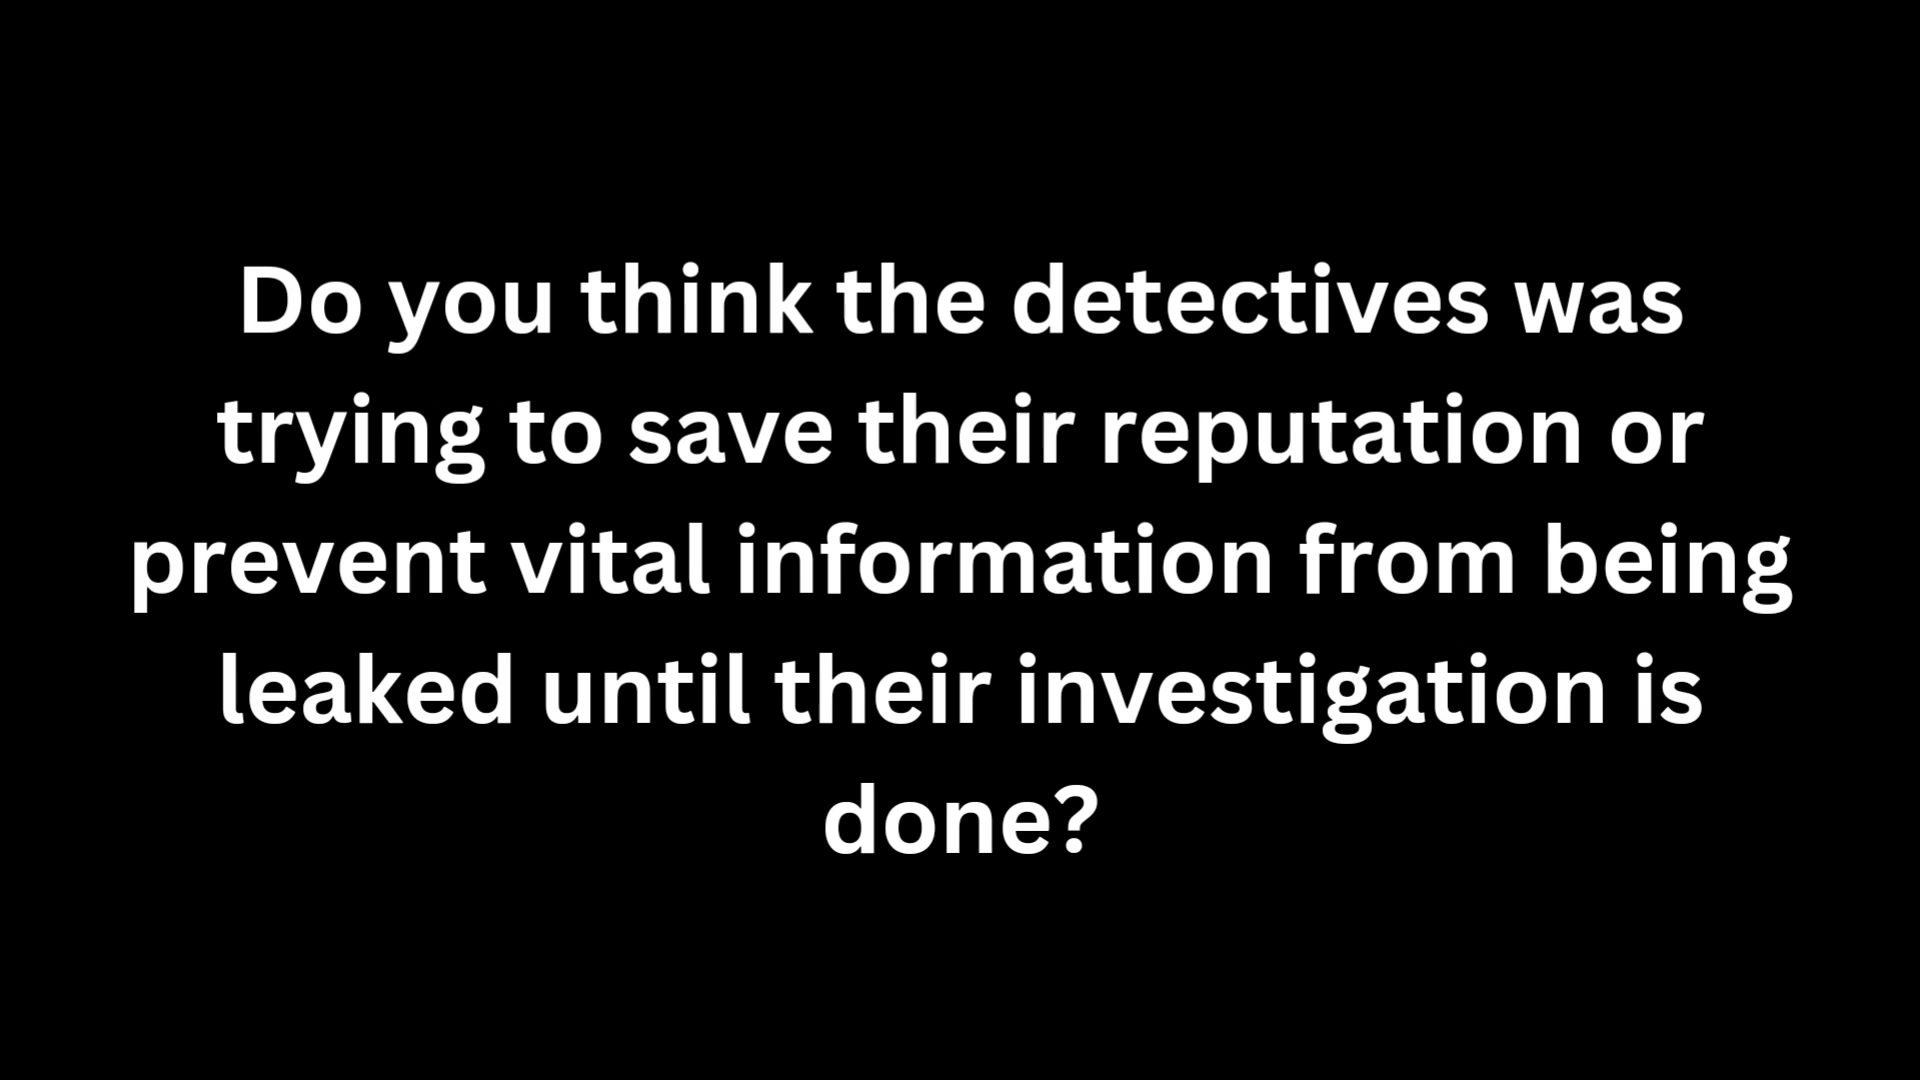 Do you think the detectives was
trying to save their reputation or
prevent vital information from being
leaked until their investigation is
done?